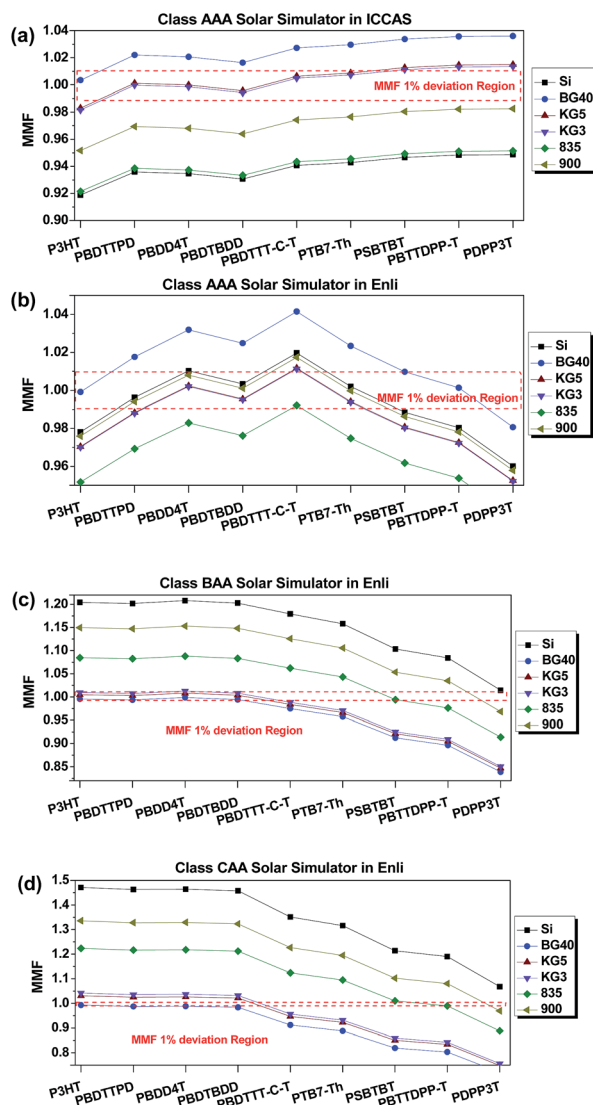 (a)
Class AAA Solar Simulator in ICCAS
1.04
1.02
1.00
0.98
0.96
0.94
0.92
0.90
MMF
MMF 1% deviation Region
Si
BG40
KG5
KG3
835
900
P3HT
PBDTTPD
PBDD4T
PBDTBDD
PBDTTT-C-T
PTB7-Th
PSBTBT
PBTTDPP-T
PDPP3T
(b)
Class AAA Solar Simulator in Enli
1.04
1.02
1.00
0.98
0.96
MMF
MMF 1% deviation Region
Si
BG40
KG5
KG3
835
900
P3HT
PBDTTPD
PBDD4T
PBDTBDD
PBDTTT-C-T
PTB7-Th
PSBTBT
PBTTDPP-T
PDPP3T
(c)
Class BAA Solar Simulator in Enli
1.20
1.15
1.10
1.05
1.00
0.95
0.90
0.85
MMF
MMF 1% deviation Region
Si
BG40
KG5
KG3
835
900
P3HT
PBDTTPD
PBDD4T
PBDTBDD
PBDTTT-C-T
PTB7-Th
PSBTBT
PBTTDPP-T
PDPP3T
(d)
Class CAA Solar Simulator in Enli
1.5
1.4
1.3
1.2
1.1
1.0
0.9
0.8
MMF
MMF 1% deviation Region
Si
BG40
KG5
KG3
835
900
P3HT
PBDTTPD
PBDD4T
PBDTBDD
PBDTTT-C-T
PTB7-Th
PSBTBT
PBTTDPP-T
PDPP3T